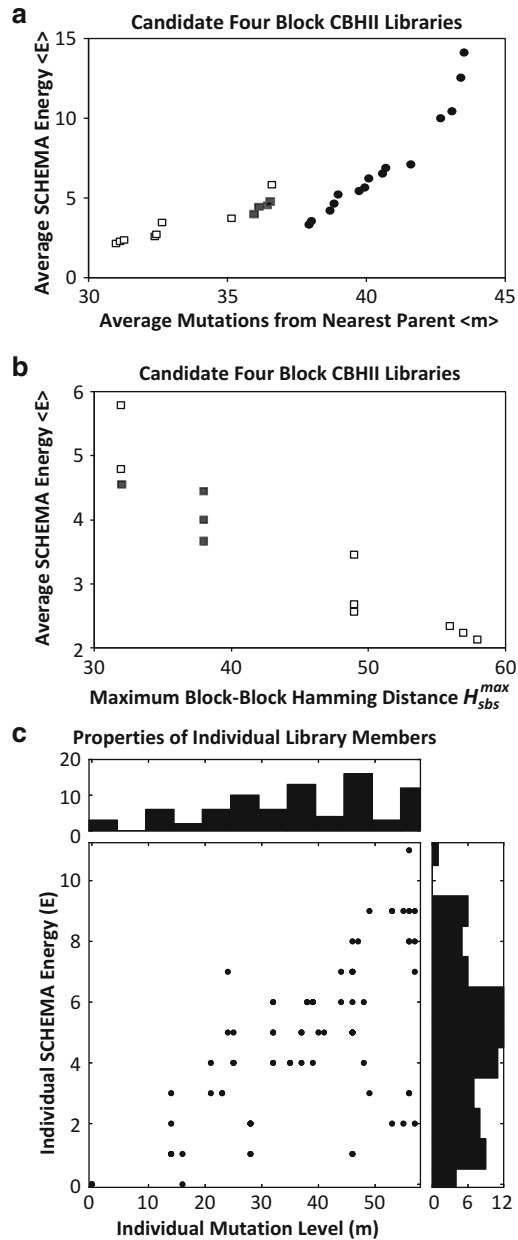 a
Candidate Four Block CBHII Libraries
Average SCHEMA Energy <E>
15
10
5
0
30 35 40 45
Average Mutations from Nearest Parent <m>
b
Candidate Four Block CBHII Libraries
Average SCHEMA Energy <E>
6
5
4
3
2
30 40 50 60
Maximum Block-Block Hamming Distance H_sbs^max
c
Properties of Individual Library Members
20
10
0
Individual SCHEMA Energy (E)
10
8
6
4
2
0
0 10 20 30 40 50
0 6 12
Individual Mutation Level (m)